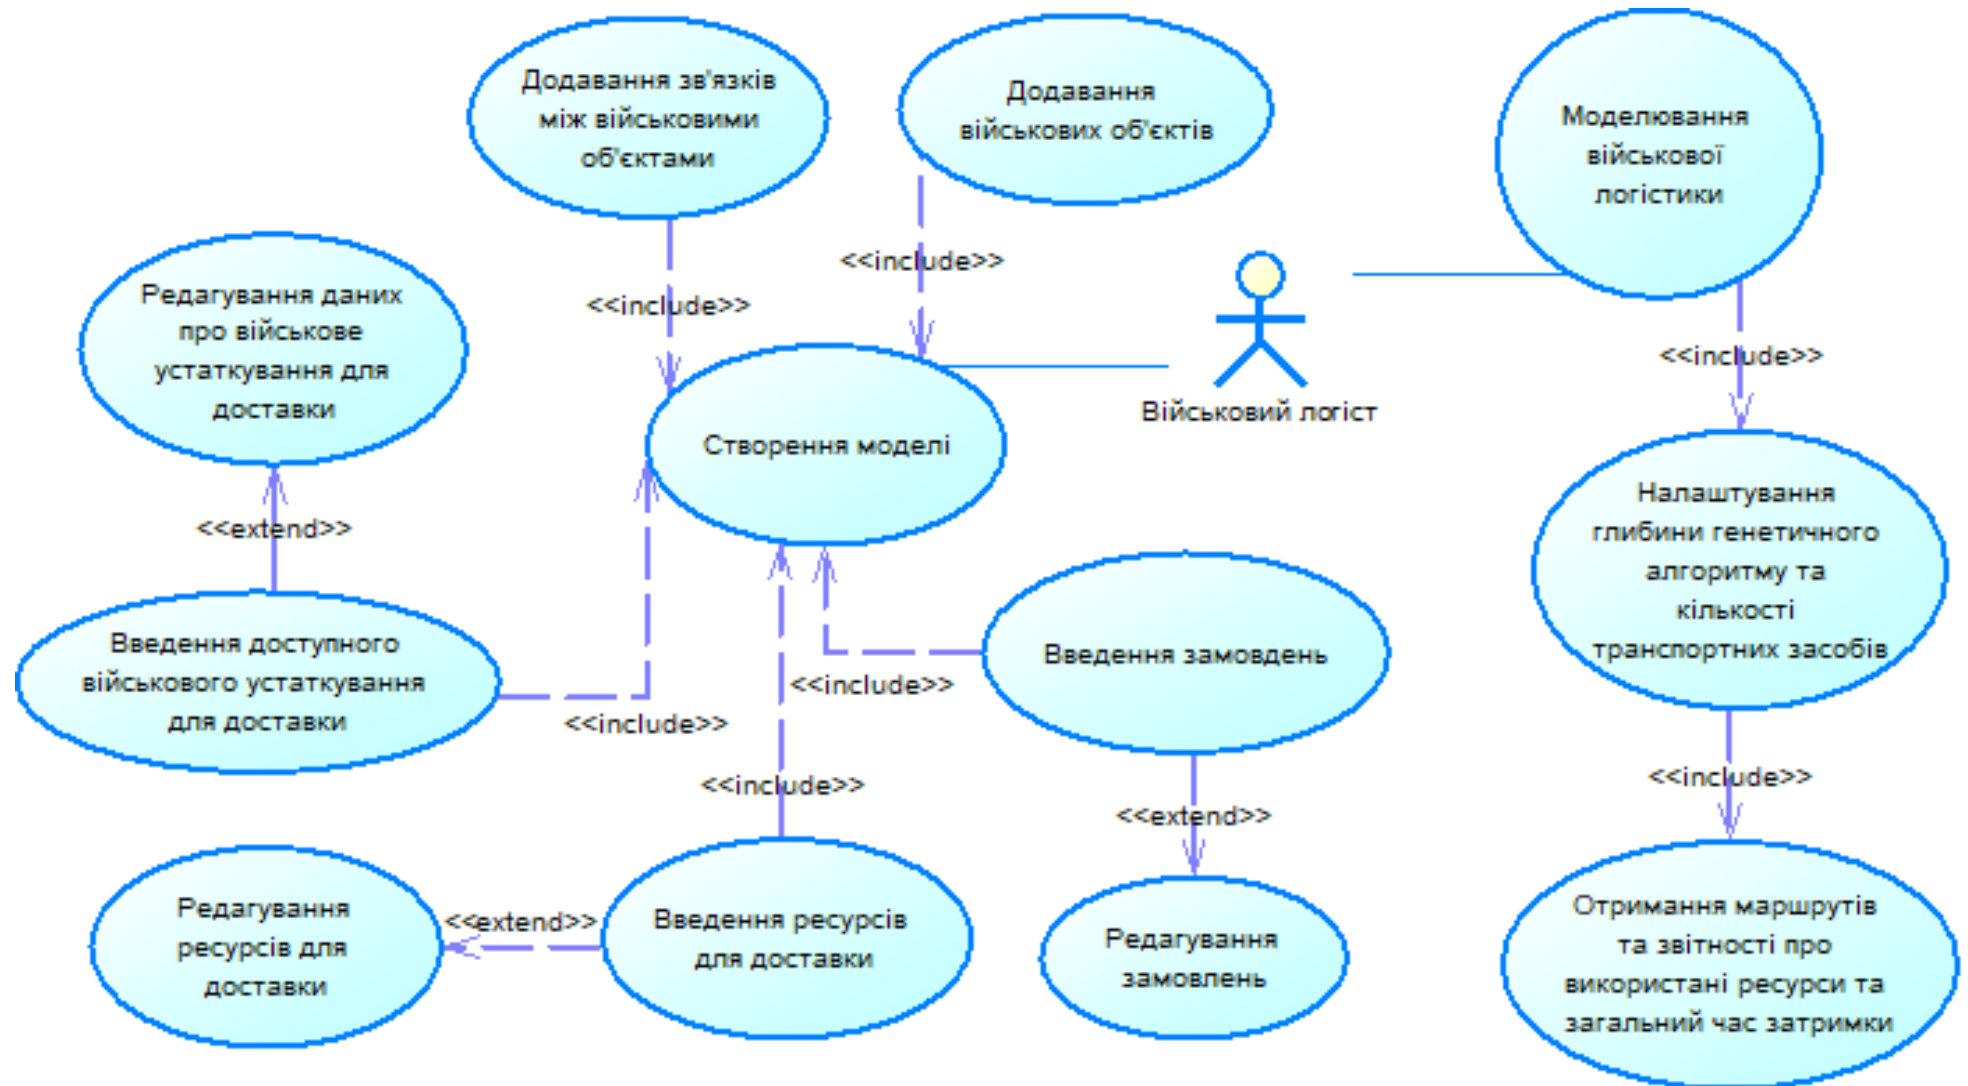 Додавання зв'язків
між військовими
об'єктами
Додавання
військових об'єктів
Моделювання
військової
логістики
<<include>>
<<include>>
<<include>>
Редагування даних
про військове
устаткування для
доставки
Військовий логіст
Створення моделі
Налаштування
глибини генетичного
алгоритму та
кількості
транспортних засобів
<<extend>>
Введення доступного
військового устаткування
для доставки
<<include>>
<<include>>
Введення замовдень
<<include>>
<<extend>>
<<include>>
Редагування
ресурсів для
доставки
<<extend>>
Введення ресурсів
для доставки
Редагування
замовлень
Отримання маршрутів
та звітності про
використані ресурси та
загальний час затримки